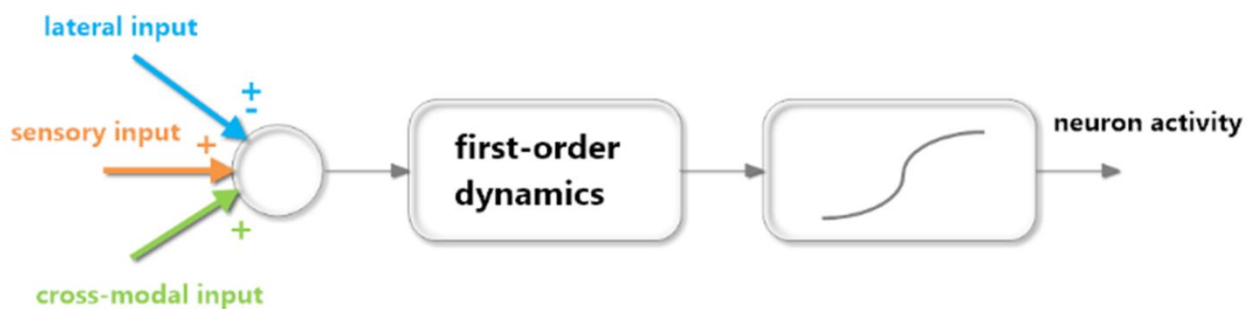 lateral input
+
-
sensory input
+
cross-modal input
+
first-order
dynamics
neuron activity